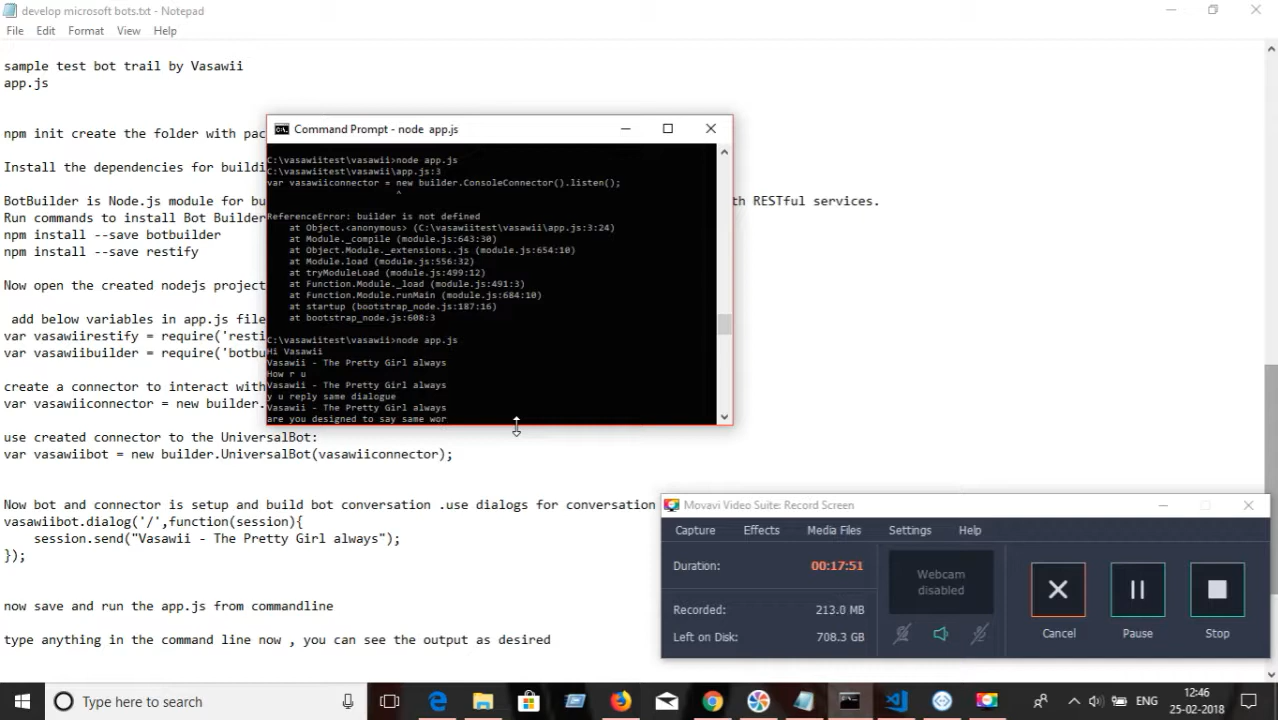 develop microsoft bots.txt - Notepad
File Edit Format View Help
sample test bot trail by Vasawii
app.js
npm init create the folder with pac
Install the dependencies for buildi
BotBuilder is Node.js module for bu
th RESTful services.
Run commands to install Bot Builder
npm install --save botbuilder
npm install --save restify
Now open the created nodejs project
add below variables in app.js file
var vasawiirestify = require('resti
var vasawiibuilder = require('botbu
create a connector to interact with
var vasawiiconnector = new builder.
use created connector to the UniversalBot:
var vasawiibot = new builder.UniversalBot(vasawiiconnector);
Now bot and connector is setup and build bot conversation .use dialogs for conversation
vasawiibot.dialog('/',function(session){
session.send("Vasawii - The Pretty Girl always");
});
now save and run the app.js from commandline
type anything in the command line now , you can see the output as desired
Command Prompt - node app.js
C:\vasawiitest\vasawii>node app.js
C:\vasawiitest\vasawii\app.js:3
var vasawiiconnector = new builder.ConsoleConnector().listen();
^
ReferenceError: builder is not defined
at Object.<anonymous> (C:\vasawiitest\vasawii\app.js:3:24)
at Module._compile (module.js:643:30)
at Object.Module._extensions..js (module.js:654:10)
at Module.load (module.js:556:32)
at tryModuleLoad (module.js:499:12)
at Function.Module._load (module.js:491:3)
at Function.Module.runMain (module.js:684:10)
at startup (bootstrap_node.js:187:16)
at bootstrap_node.js:608:3
C:\vasawiitest\vasawii>node app.js
Hi Vasawii
Vasawii - The Pretty Girl always
How r u
Vasawii - The Pretty Girl always
y u reply same dialogue
Vasawii - The Pretty Girl always
are you designed to say same wor
Movavi Video Suite: Record Screen
Capture Effects Media Files Settings Help
Duration: 00:17:51
Webcam
disabled
Recorded: 213.0 MB
Left on Disk: 708.3 GB
Cancel Pause Stop
Type here to search
ENG
12:46
25-02-2018